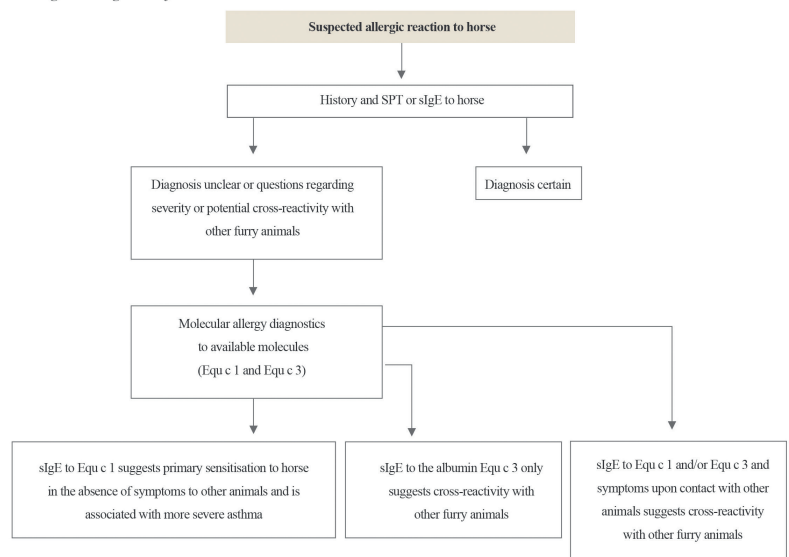 Suspected allergic reaction to horse
History and SPT or sIgE to horse
Diagnosis unclear or questions regarding
severity or potential cross-reactivity with
other furry animals
Diagnosis certain
Molecular allergy diagnostics
to available molecules
(Equ c 1 and Equ c 3)
sIgE to Equ c 1 suggests primary sensitisation to horse
in the absence of symptoms to other animals and is
associated with more severe asthma
sIgE to the albumin Equ c 3 only
suggests cross-reactivity with
other furry animals
sIgE to Equ c 1 and/or Equ c 3 and
symptoms upon contact with other
animals suggests cross-reactivity
with other furry animals